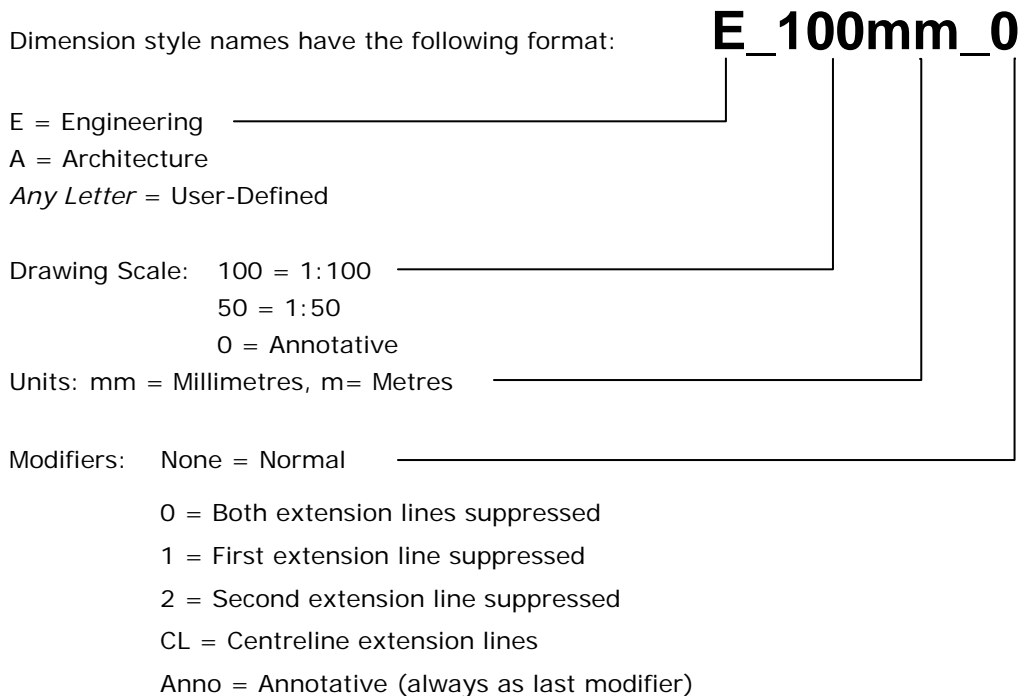 Dimension style names have the following format: E_100mm_0
E = Engineering
A = Architecture
Any Letter = User-Defined
Drawing Scale: 100 = 1:100
50 = 1:50
0 = Annotative
Units: mm = Millimetres, m= Metres
Modifiers: None = Normal
0 = Both extension lines suppressed
1 = First extension line suppressed
2 = Second extension line suppressed
CL = Centreline extension lines
Anno = Annotative (always as last modifier)